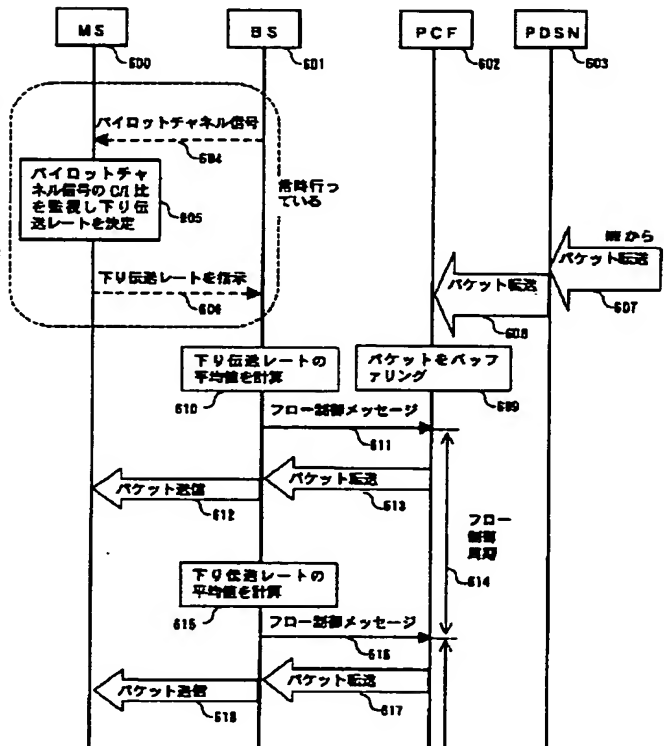 MS
BS
PCF
PDSN
600
601
602
603
パイロットチャネル信号
604
パイロットチャ
ネル信号の C/I 比
を監視し下り伝
送レートを決定
605
常時行っ
ている
下り伝送レートを指示
606
から
パケット転送
607
パケット転送
608
下り伝送レートの
平均値を計算
610
パケットをバッフ
ァリング
609
フロー制御メッセージ
611
パケット転送
613
パケット送信
612
フロー
制御
周期
614
下り伝送レートの
平均値を計算
615
フロー制御メッセージ
616
パケット転送
617
パケット送信
618